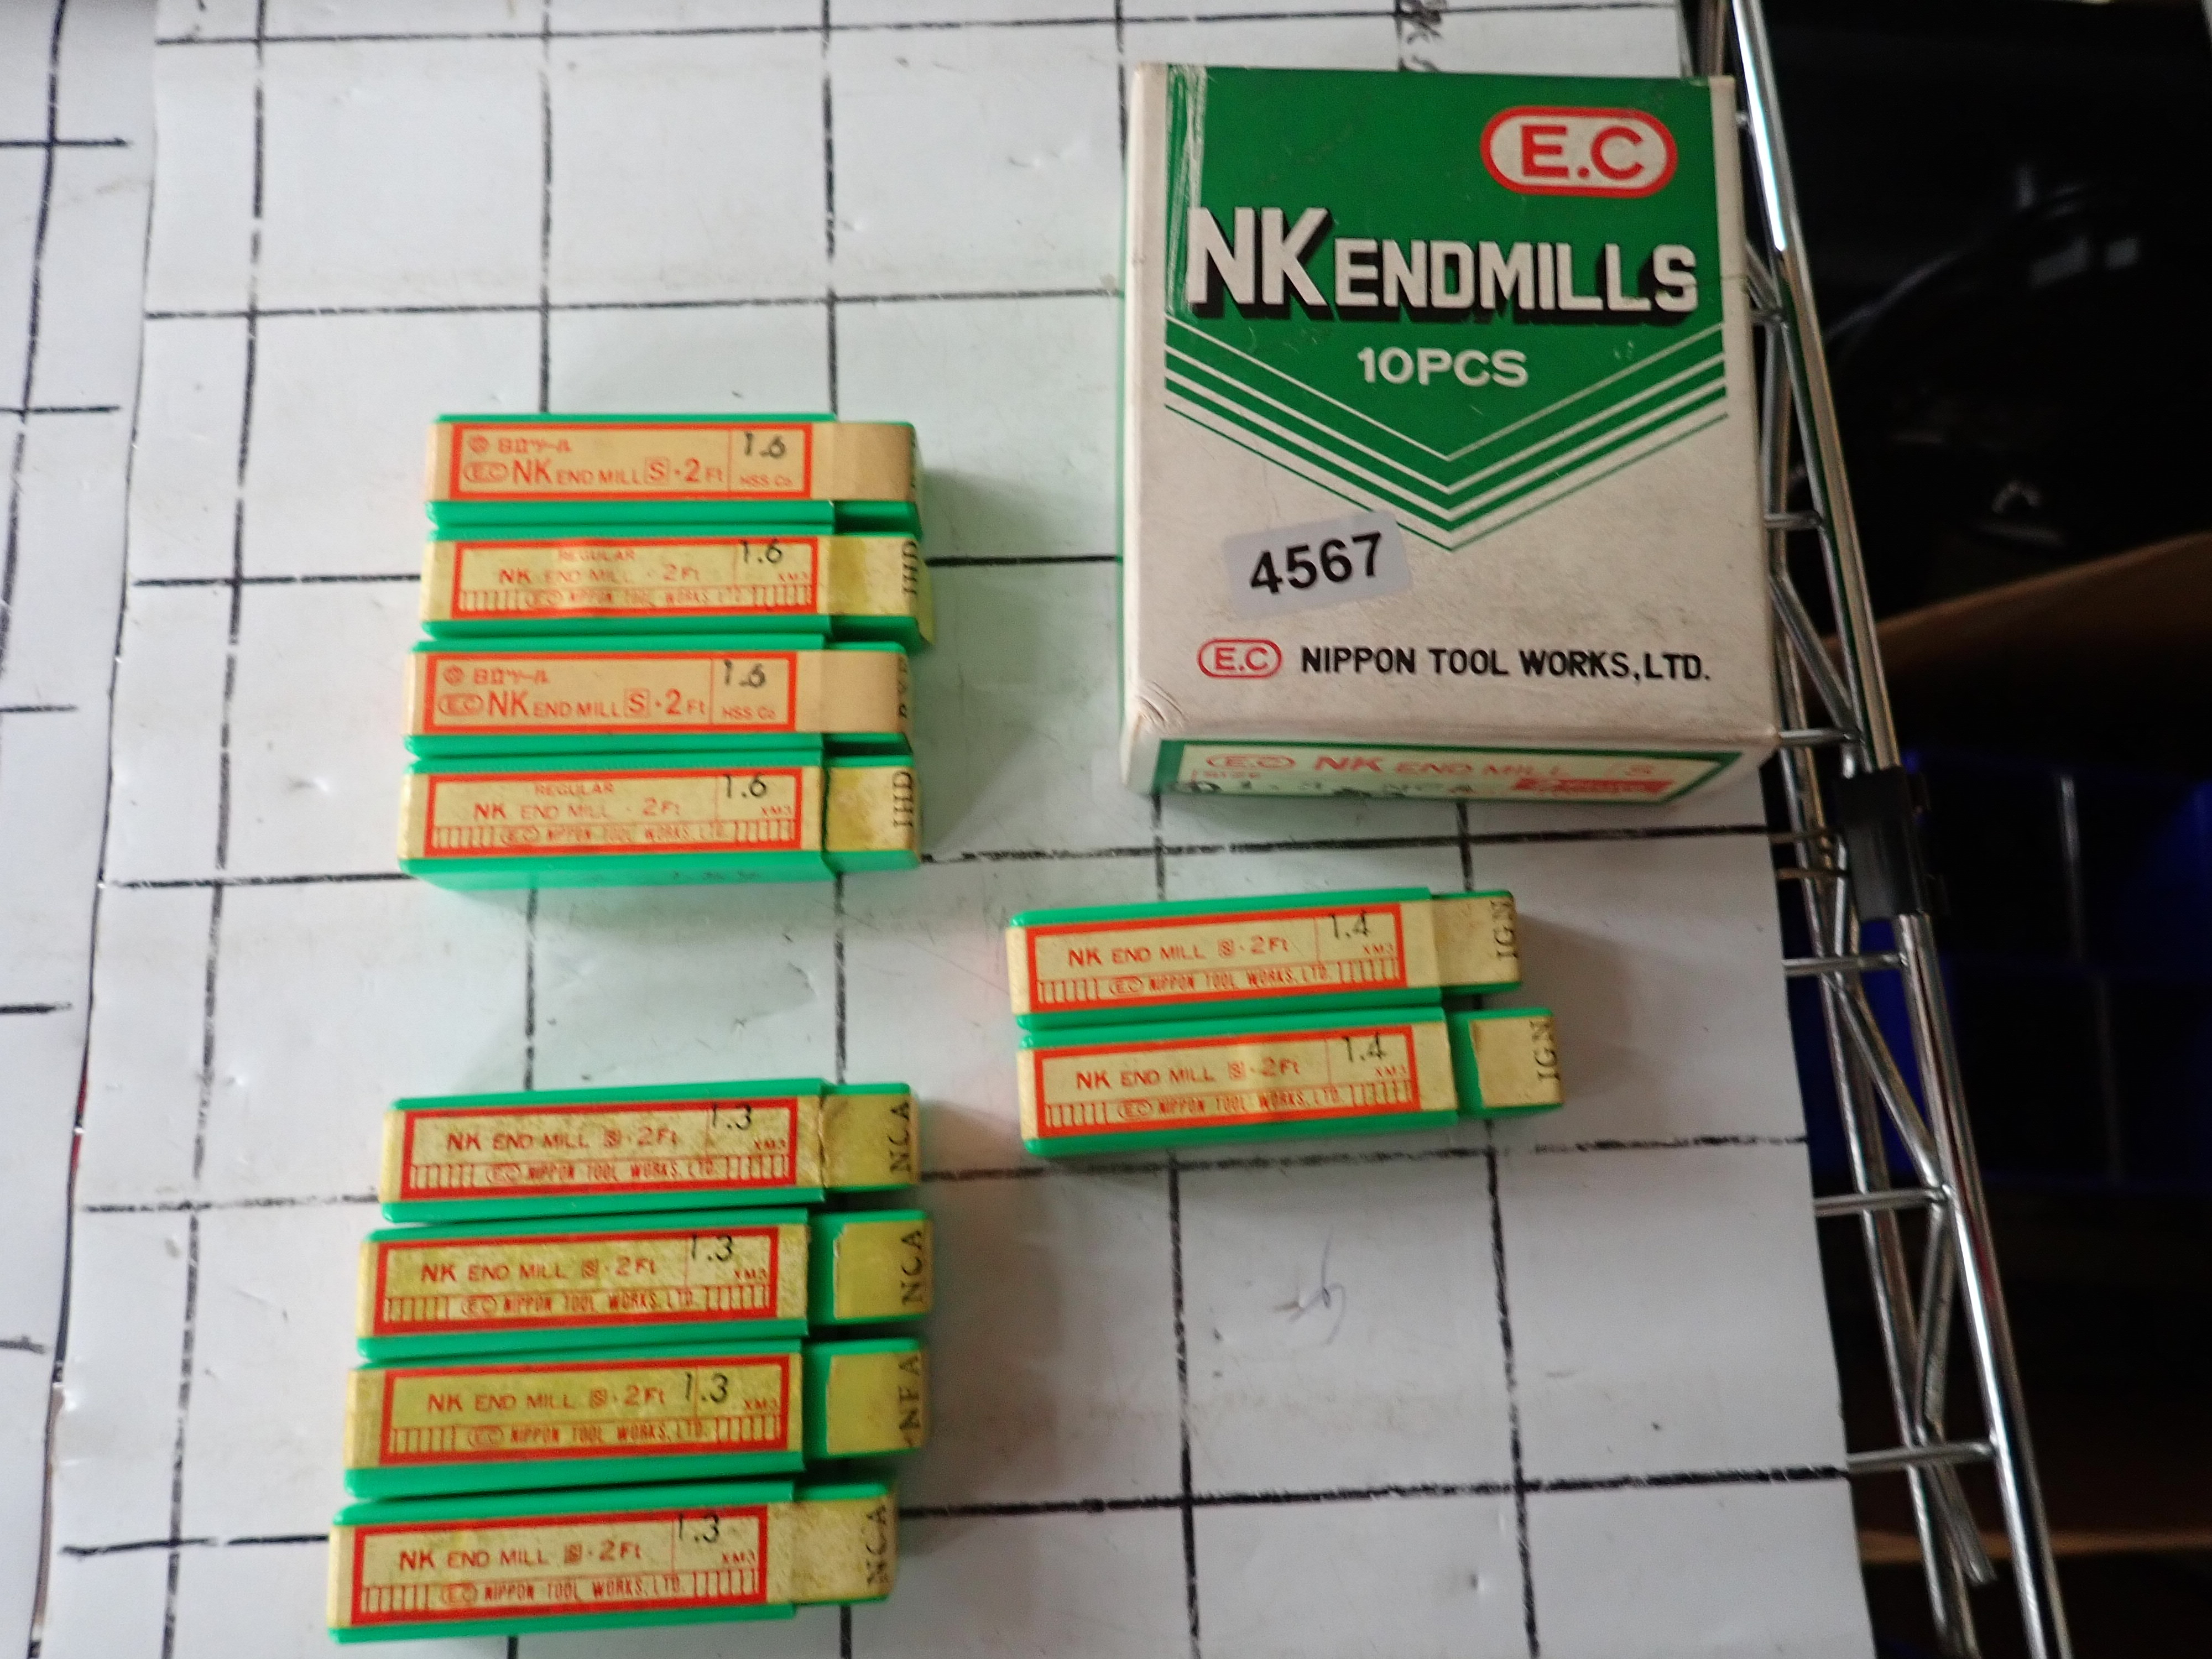 E.C
NK ENDMILLS
10PCS
4567
E.C NIPPON TOOL WORKS,LTD.
E.C NK END MILL
SIZE
日ロツール
1.6
E.C NK END MILL S・2Ft
HSS Co
REGULAR
1.6
NK END MILL・2Ft
XM3
E.C NIPPON TOOL WORKS, LTD.
IHD
日ロツール
1.6
E.C NK END MILL S・2Ft
HSS Co
REGULAR
1.6
NK END MILL・2Ft
XM3
E.C NIPPON TOOL WORKS, LTD.
IHD
1.4
NK END MILL S・2Ft
XM3
E.C NIPPON TOOL WORKS, LTD.
IGN
1.4
NK END MILL S・2Ft
XM3
E.C NIPPON TOOL WORKS, LTD.
IGN
1.3
NK END MILL S・2Ft
XM3
E.C NIPPON TOOL WORKS, LTD.
NCA
1.3
NK END MILL S・2Ft
XM3
E.C NIPPON TOOL WORKS, LTD.
NCA
1.3
NK END MILL S・2Ft
XM3
E.C NIPPON TOOL WORKS, LTD.
NFA
1.3
NK END MILL S・2Ft
XM3
E.C NIPPON TOOL WORKS, LTD.
NCA